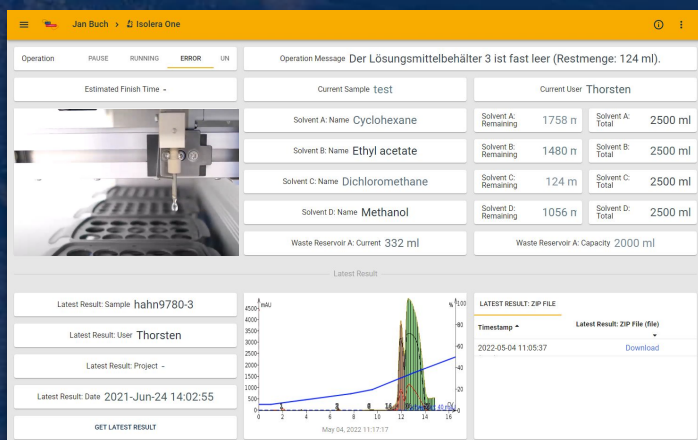 Jan Buch › Isolera One
Operation PAUSE RUNNING ERROR UN
Operation Message Der Lösungsmittelbehälter 3 ist fast leer (Restmenge: 124 ml).
Estimated Finish Time -
Current Sample test
Current User Thorsten
Solvent A: Name Cyclohexane
Solvent A: Remaining 1758 m
Solvent A: Total 2500 ml
Solvent B: Name Ethyl acetate
Solvent B: Remaining 1480 m
Solvent B: Total 2500 ml
Solvent C: Name Dichloromethane
Solvent C: Remaining 124 m
Solvent C: Total 2500 ml
Solvent D: Name Methanol
Solvent D: Remaining 1056 m
Solvent D: Total 2500 ml
Waste Reservoir A: Current 332 ml
Waste Reservoir A: Capacity 2000 ml
Latest Result
Latest Result: Sample hahn9780-3
Latest Result: User Thorsten
Latest Result: Project -
Latest Result: Date 2021-Jun-24 14:02:55
GET LATEST RESULT
mAU
%
4500
4000
3500
3000
2500
2000
1500
1000
500
0
100
80
60
40
20
0
0 2 4 6 8 10 12 14 16
CV
May 04, 2022 11:17:17
LATEST RESULT: ZIP FILE
Timestamp
Latest Result: ZIP File (file)
2022-05-04 11:05:37 Download